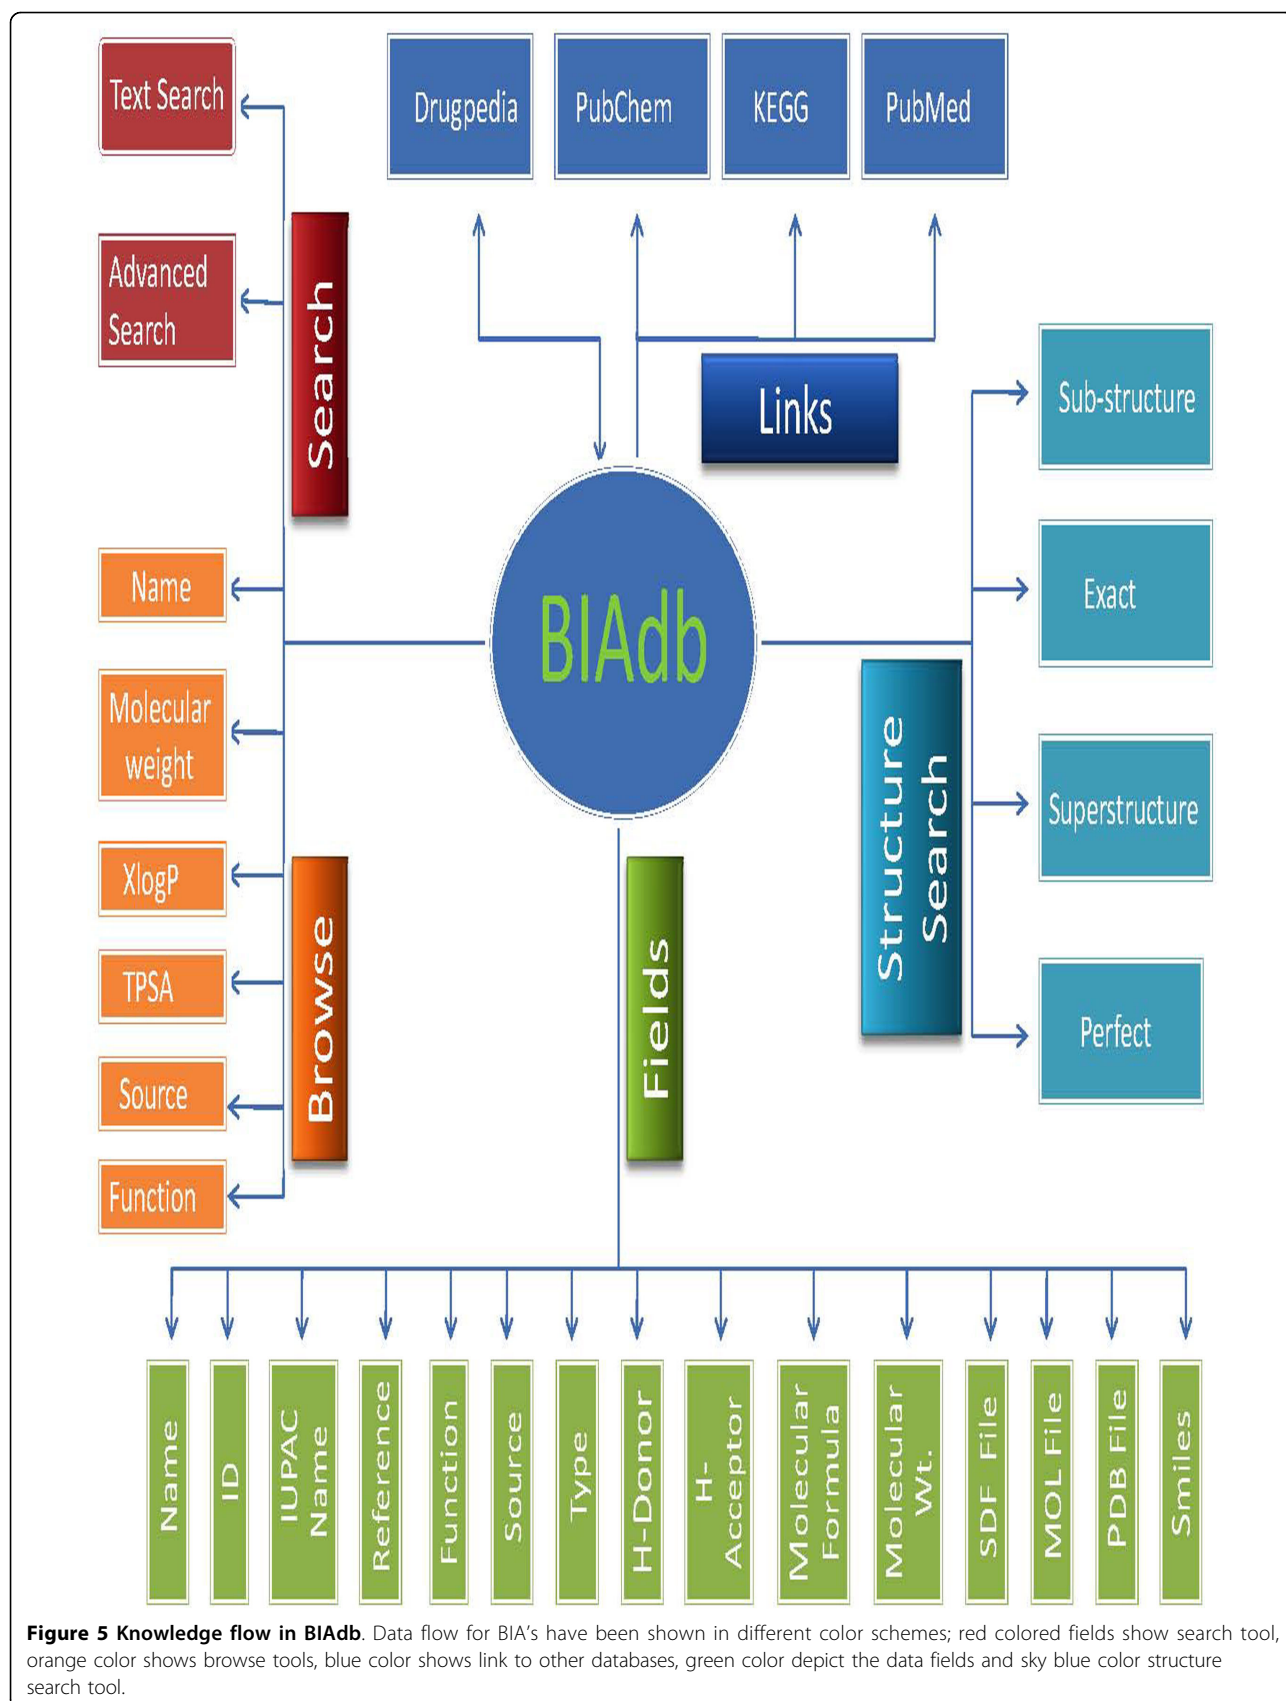 Text Search
Advanced
Search
Search
Drugpedia
PubChem
KEGG
PubMed
Links
Sub-structure
Exact
Superstructure
Perfect
Structure
Search
BIAdb
Name
Molecular
weight
XlogP
TPSA
Source
Function
Browse
Fields
Name
ID
IUPAC
Name
Reference
Function
Source
Type
H-Donor
H-
Acceptor
Molecular
Formula
Molecular
Wt.
SDF File
MOL File
PDB File
Smiles
Figure 5 Knowledge flow in BIAdb. Data flow for BIA's have been shown in different color schemes; red colored fields show search tool,
orange color shows browse tools, blue color shows link to other databases, green color depict the data fields and sky blue color structure
search tool.